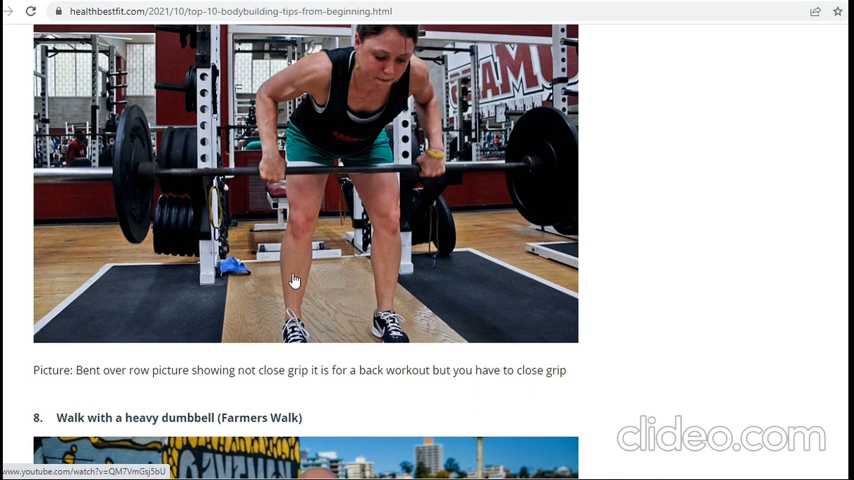 healthbestfit.com/2021/10/top-10-bodybuilding-tips-from-beginning.html
Picture: Bent over row picture showing not close grip it is for a back workout but you have to close grip
8. Walk with a heavy dumbbell (Farmers Walk)
clideo.com
www.youtube.com/watch?v=QM7VmGsj5bU